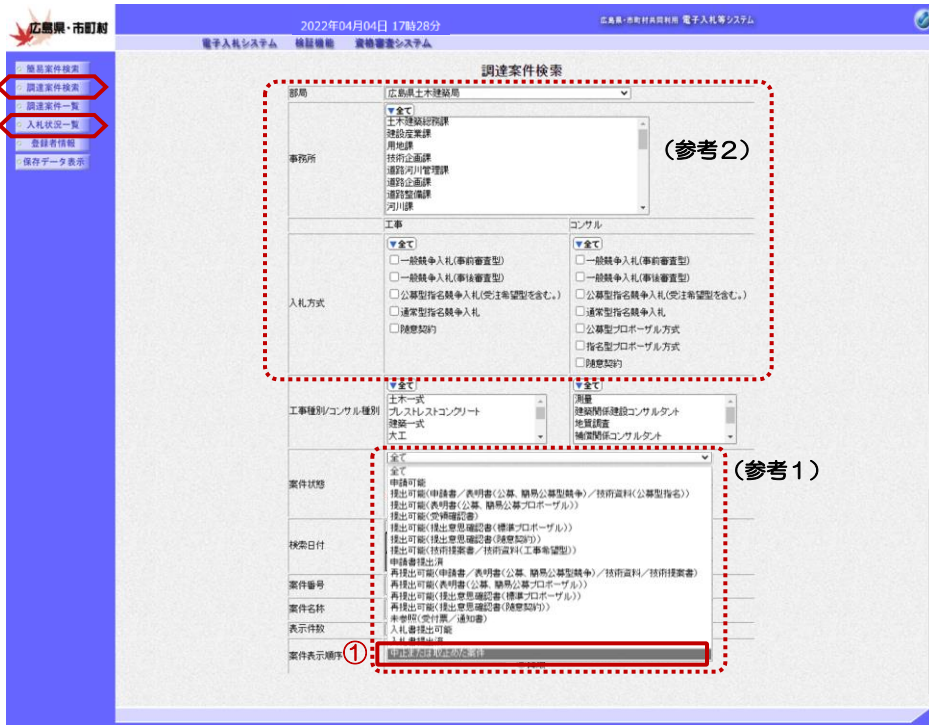 広島県・市町村
2022年04月04日 17時28分
広島県・市町村共同利用 電子入札等システム
電子入札システム 検証機能 資格審査システム
簡易案件検索
調達案件検索
調達案件一覧
入札状況一覧
登録者情報
保存データ表示
調達案件検索
部局
広島県土木建築局
事務所
▼全て
土木建築総務課
建設産業課
用地課
技術企画課
道路河川管理課
道路企画課
道路整備課
河川課
（参考2）
入札方式
工事
▼全て
一般競争入札(事前審査型)
一般競争入札(事後審査型)
公募型指名競争入札(受注希望型を含む。)
通常型指名競争入札
随意契約
コンサル
▼全て
一般競争入札(事前審査型)
一般競争入札(事後審査型)
公募型指名競争入札(受注希望型を含む。)
通常型指名競争入札
公募型プロポーザル方式
指名型プロポーザル方式
随意契約
工事種別/コンサル種別
▼全て
土木一式
プレストレストコンクリート
建築一式
大工
▼全て
測量
建築関係建設コンサルタント
地質調査
補償関係コンサルタント
案件状態
全て
（参考1）
全て
申請可能
提出可能(申請書／表明書(公募、簡易公募型競争)／技術資料(公募型指名))
提出可能(表明書(公募、簡易公募プロポーザル))
提出可能(受領確認書)
提出可能(提出意思確認書(標準プロポーザル))
提出可能(提出意思確認書(随意契約))
提出可能(技術提案書／技術資料(工事希望型))
申請書提出済
再提出可能(申請書／表明書(公募、簡易公募型競争)／技術資料／技術提案書)
再提出可能(表明書(公募、簡易公募プロポーザル))
再提出可能(提出意思確認書(標準プロポーザル))
再提出可能(提出意思確認書(随意契約))
未参照(受付票／通知書)
入札書提出可能
入札書提出済
中止または取止めた案件
検索日付
案件番号
案件名称
表示件数
案件表示順序
①